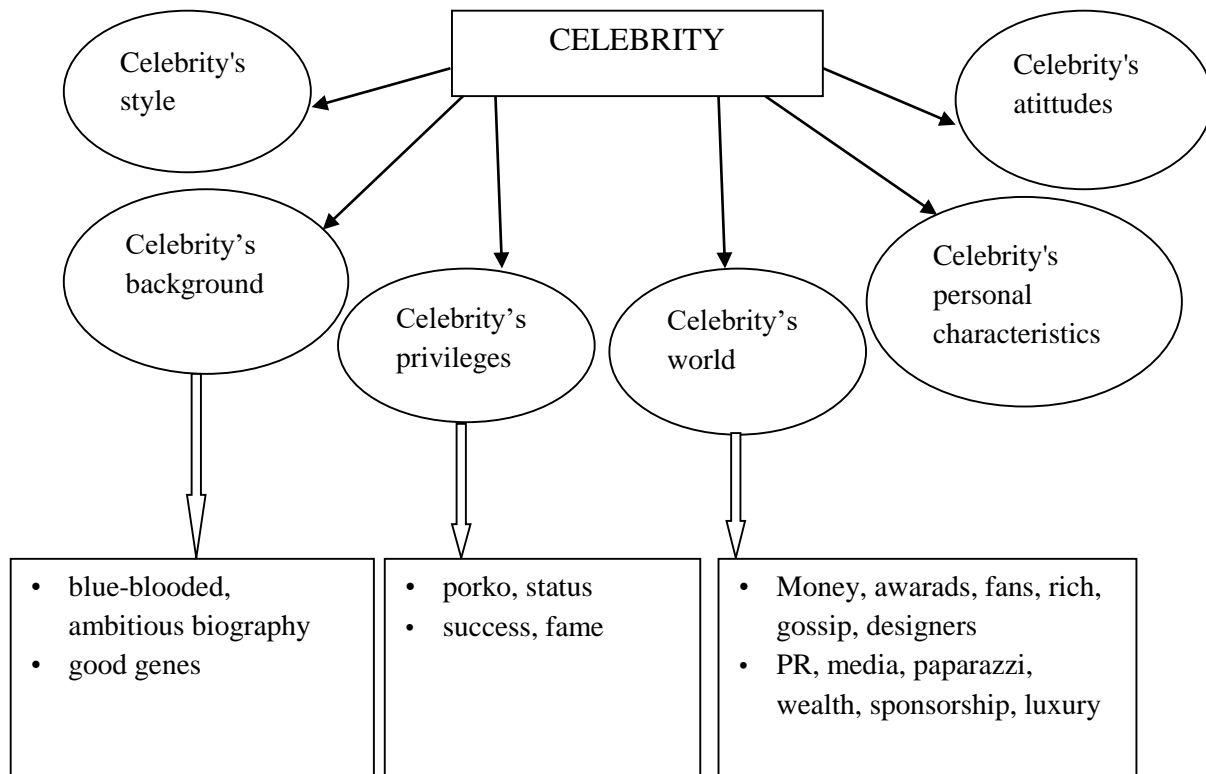 CELEBRITY
Celebrity's
style
Celebrity's
atittudes
Celebrity’s
background
Celebrity’s
privileges
Celebrity’s
world
Celebrity's
personal
characteristics
• blue-blooded,
ambitious biography
• good genes
• porko, status
• success, fame
• Money, awarads, fans, rich,
gossip, designers
• PR, media, paparazzi,
wealth, sponsorship, luxury